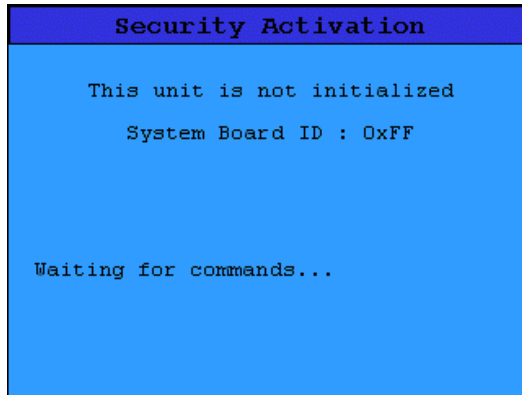 Security Activation
This unit is not initialized
System Board ID : 0xFF
Waiting for commands...